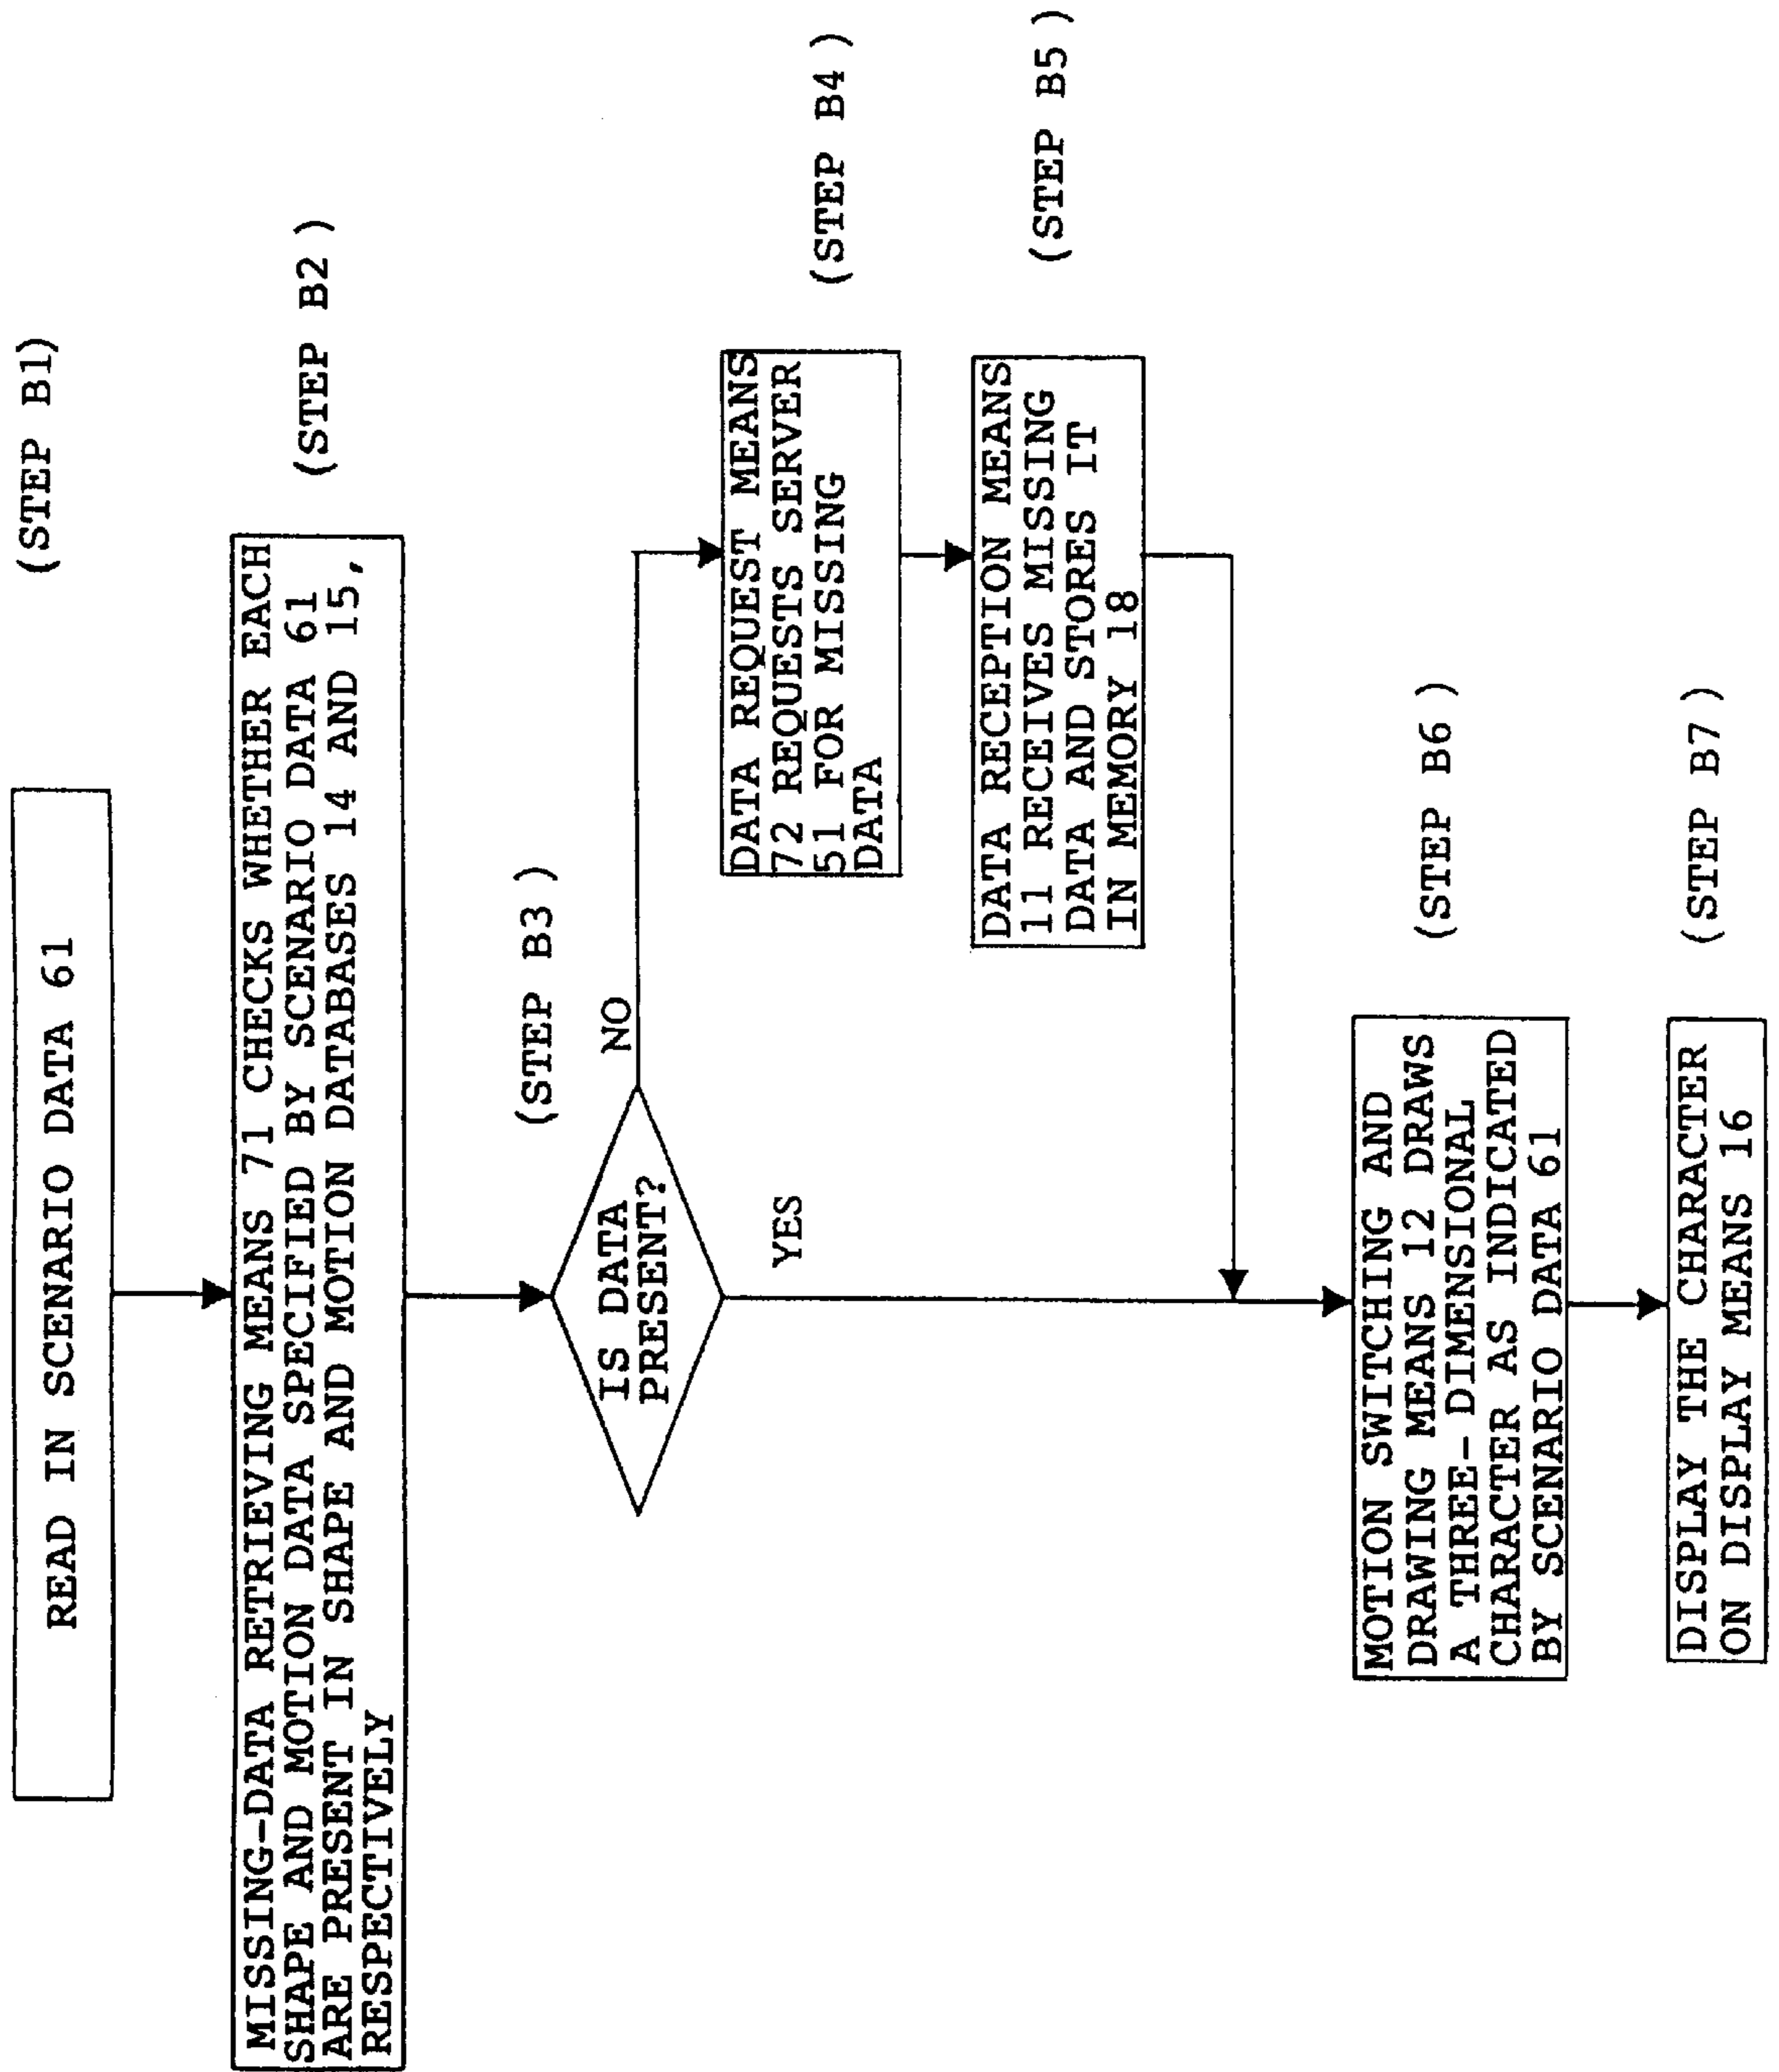 (STEP B1)
READ IN SCENARIO DATA 61
(STEP B2)
MISSING-DATA RETRIEVING MEANS 71 CHECKS WHETHER EACH
SHAPE AND MOTION DATA SPECIFIED BY SCENARIO DATA 61
ARE PRESENT IN SHAPE AND MOTION DATABASES 14 AND 15,
RESPECTIVELY
(STEP B3)
IS DATA
PRESENT?
NO
YES
(STEP B4)
DATA REQUEST MEANS
72 REQUESTS SERVER
51 FOR MISSING
DATA
(STEP B5)
DATA RECEPTION MEANS
11 RECEIVES MISSING
DATA AND STORES IT
IN MEMORY 18
(STEP B6)
MOTION SWITCHING AND
DRAWING MEANS 12 DRAWS
A THREE- DIMENSIONAL
CHARACTER AS INDICATED
BY SCENARIO DATA 61
(STEP B7)
DISPLAY THE CHARACTER
ON DISPLAY MEANS 16